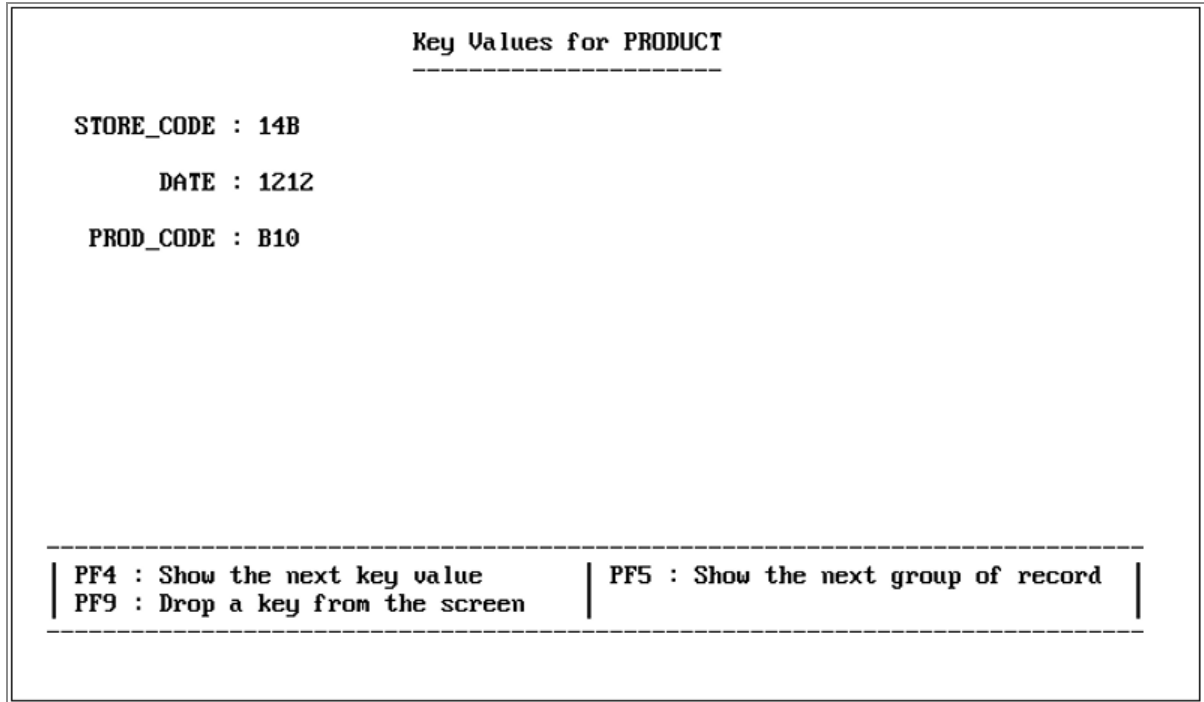 Key Values for PRODUCT
----------------------
STORE_CODE : 14B
DATE : 1212
PROD_CODE : B10
PF4 : Show the next key value | PF5 : Show the next group of record
PF9 : Drop a key from the screen